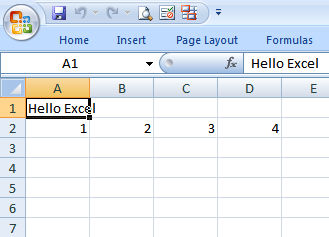 Home Insert Page Layout Formulas
A1 fx Hello Excel
A B C D E
1 Hello Excel
2 1 2 3 4
3
4
5
6
7